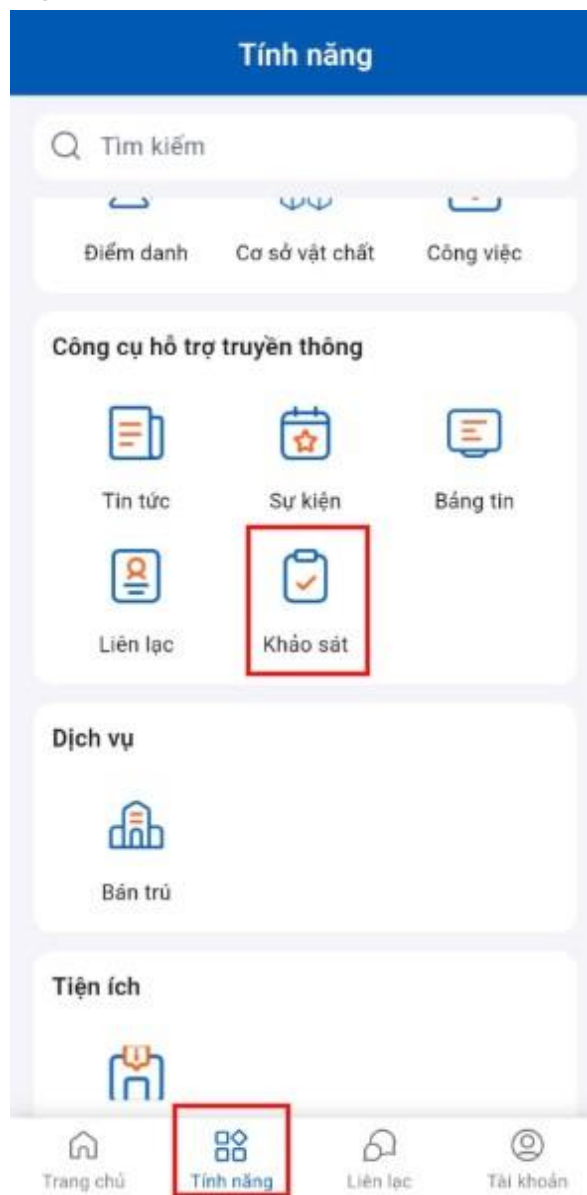 Tính năng
Tìm kiếm
Điểm danh Cơ sở vật chất Công việc
Công cụ hỗ trợ truyền thông
Tin tức Sự kiện Bảng tin
Liên lạc Khảo sát
Dịch vụ
Bán trú
Tiện ích
Trang chủ Tính năng Liên lạc Tài khoản